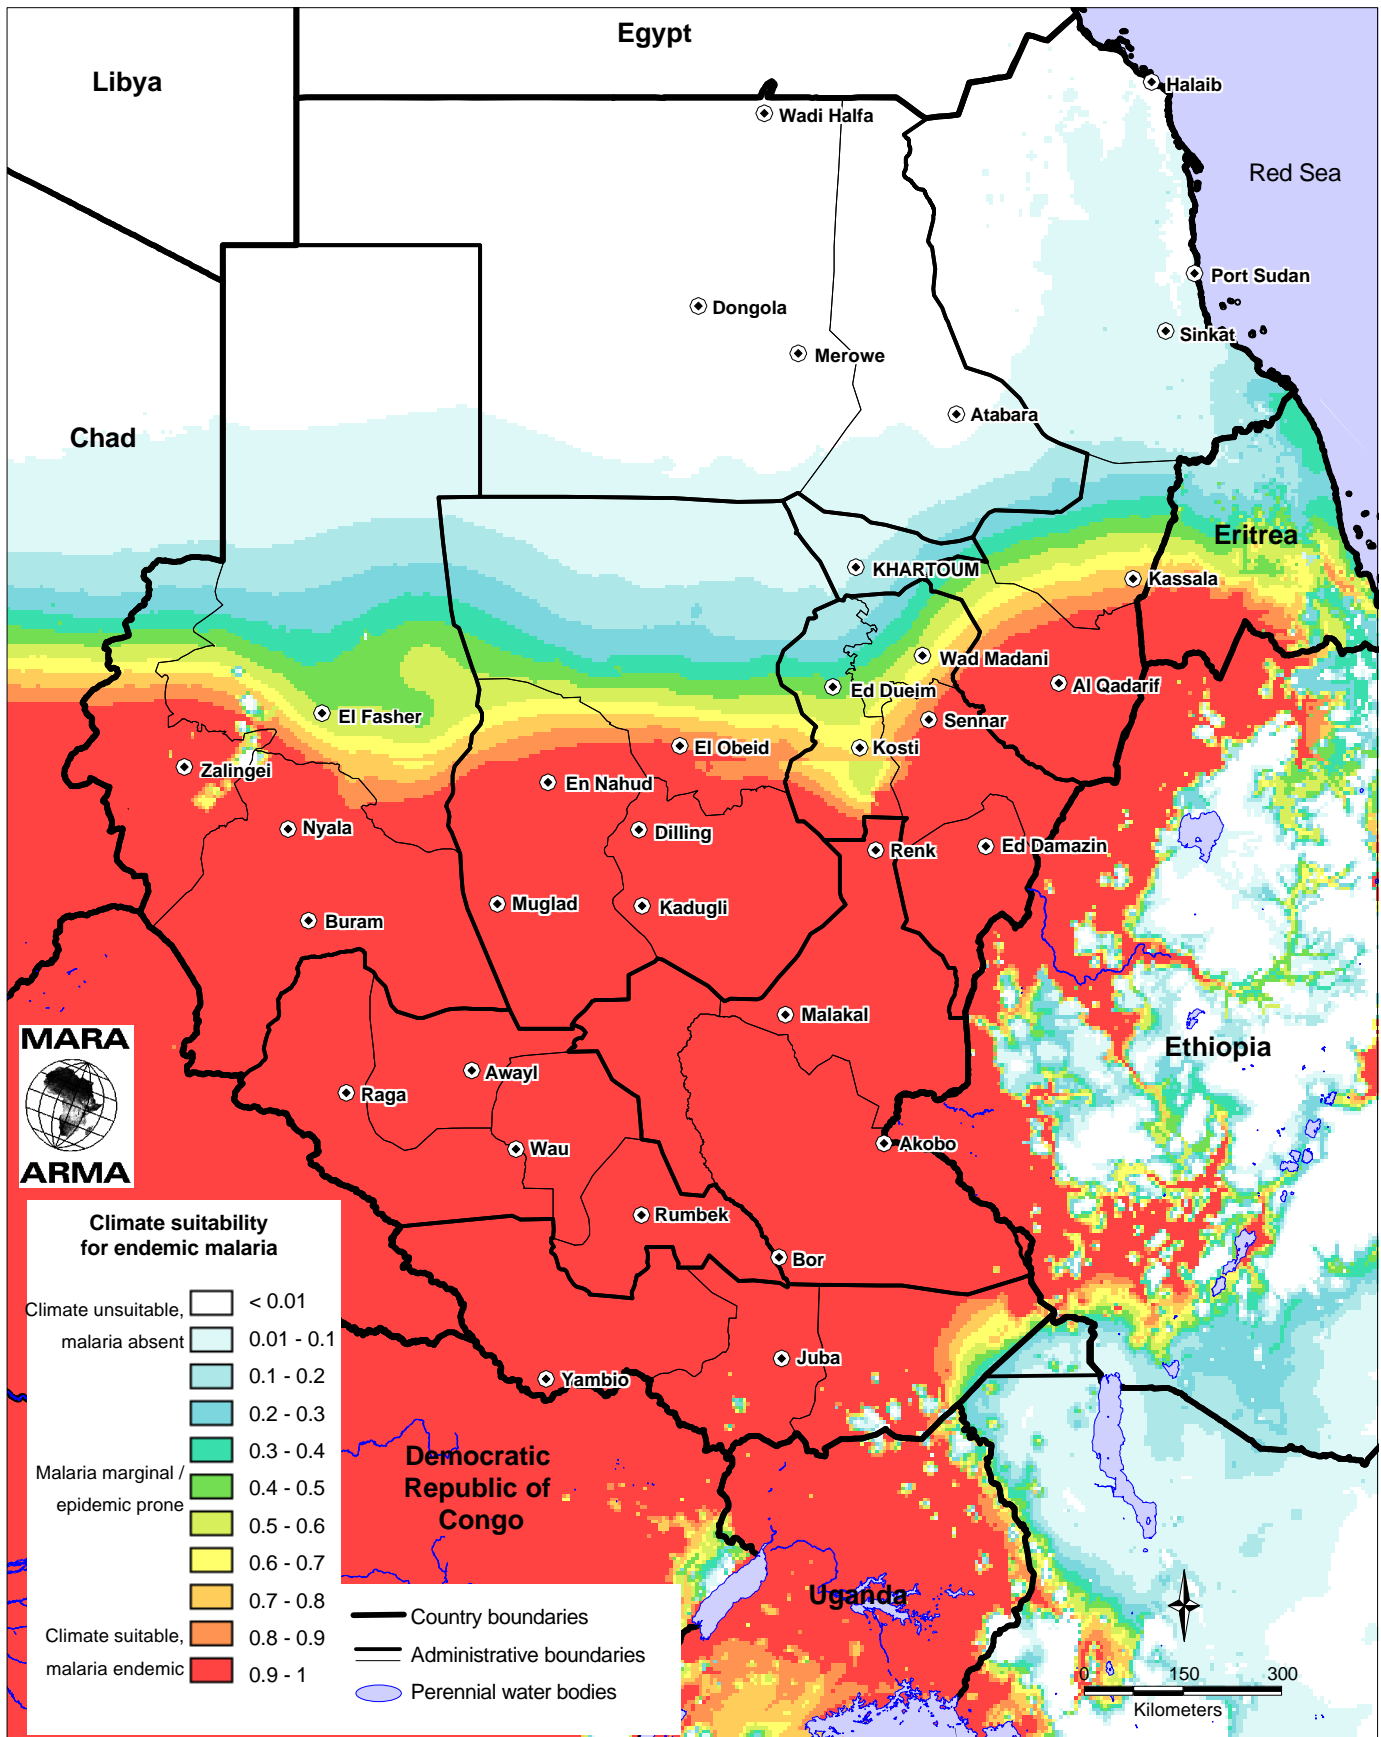 Egypt
Libya
Halaib
Wadi Halfa
Red Sea
Port Sudan
Dongola
Sinkat
Merowe
Atabara
Chad
Eritrea
KHARTOUM
Kassala
Wad Madani
Al Qadarif
Ed Dueim
El Fasher
Sennar
El Obeid
Kosti
Zalingei
En Nahud
Nyala
Dilling
Renk
Ed Damazin
Muglad
Kadugli
Buram
Malakal
MARA
Ethiopia
Awayl
Raga
Akobo
Wau
ARMA
Rumbek
Bor
Juba
Yambio
Democratic
Republic of
Congo
Uganda
Climate suitability
for endemic malaria
Climate unsuitable,
malaria absent
< 0.01
0.01 - 0.1
0.1 - 0.2
0.2 - 0.3
0.3 - 0.4
Malaria marginal /
epidemic prone
0.4 - 0.5
0.5 - 0.6
0.6 - 0.7
0.7 - 0.8
Climate suitable,
malaria endemic
0.8 - 0.9
0.9 - 1
Country boundaries
Administrative boundaries
Perennial water bodies
0 150 300
Kilometers